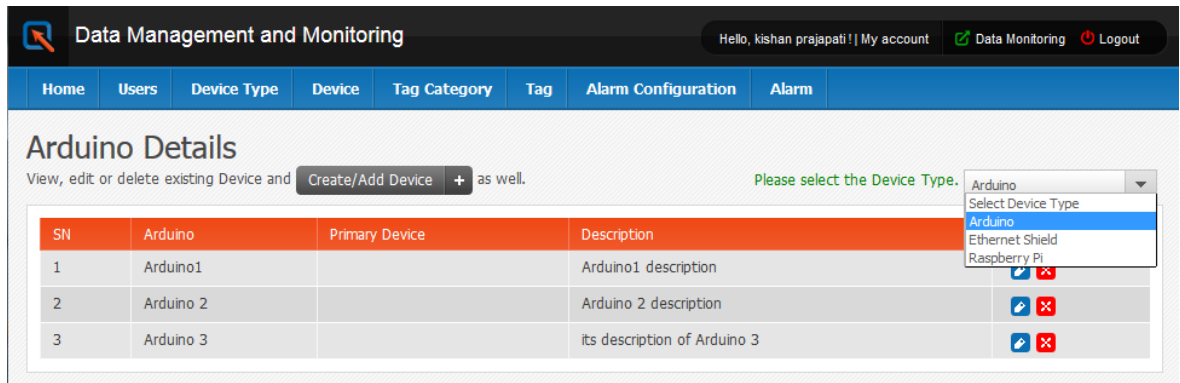 Data Management and Monitoring
Hello, kishan prajapati ! | My account Data Monitoring Logout
Home Users Device Type Device Tag Category Tag Alarm Configuration Alarm
Arduino Details
View, edit or delete existing Device and Create/Add Device + as well.
Please select the Device Type. Arduino
Select Device Type
Arduino
Ethernet Shield
Raspberry Pi
SN Arduino Primary Device Description
1 Arduino1 Arduino1 description
2 Arduino 2 Arduino 2 description
3 Arduino 3 its description of Arduino 3